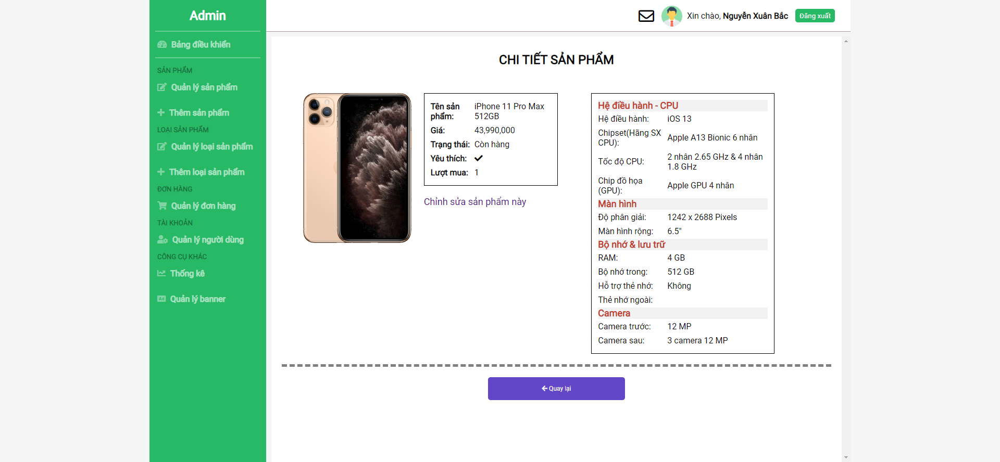 Admin
Bảng điều khiển
SẢN PHẨM
Quản lý sản phẩm
Thêm sản phẩm
LOẠI SẢN PHẨM
Quản lý loại sản phẩm
Thêm loại sản phẩm
ĐƠN HÀNG
Quản lý đơn hàng
TÀI KHOẢN
Quản lý người dùng
CÔNG CỤ KHÁC
Thống kê
Ad Quản lý banner
Xin chào, Nguyễn Xuân Bắc Đăng xuất
CHI TIẾT SẢN PHẨM
Tên sản phẩm: iPhone 11 Pro Max 512GB
Giá: 43,990,000
Trạng thái: Còn hàng
Yêu thích: ✔
Lượt mua: 1
Chỉnh sửa sản phẩm này
Hệ điều hành - CPU
Hệ điều hành: iOS 13
Chipset(Hãng SX CPU): Apple A13 Bionic 6 nhân
Tốc độ CPU: 2 nhân 2.65 GHz & 4 nhân 1.8 GHz
Chip đồ họa (GPU): Apple GPU 4 nhân
Màn hình
Độ phân giải: 1242 x 2688 Pixels
Màn hình rộng: 6.5"
Bộ nhớ & lưu trữ
RAM: 4 GB
Bộ nhớ trong: 512 GB
Hỗ trợ thẻ nhớ: Không
Thẻ nhớ ngoài:
Camera
Camera trước: 12 MP
Camera sau: 3 camera 12 MP
Quay lại